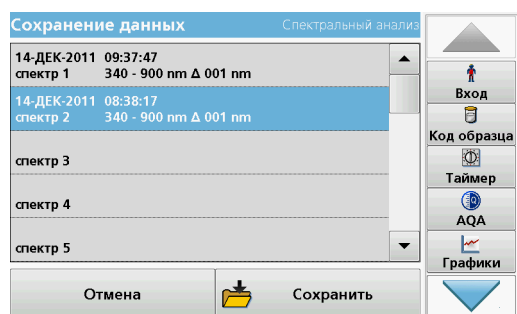 Сохранение данных Спектральный анализ
14-ДЕК-2011 09:37:47
спектр 1 340 - 900 nm Δ 001 nm
14-ДЕК-2011 08:38:17
спектр 2 340 - 900 nm Δ 001 nm
спектр 3
спектр 4
спектр 5
Отмена
Сохранить
Вход
Код образца
Таймер
AQA
Графики